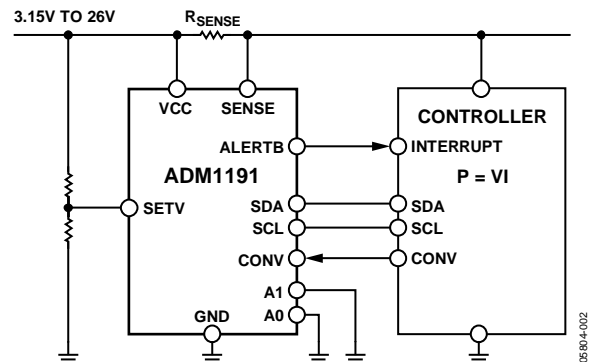 3.15V TO 26V
RSENSE
VCC
SENSE
CONTROLLER
ALERTB
INTERRUPT
ADM1191
P = VI
SETV
SDA
SDA
SCL
SCL
CONV
CONV
A1
GND
A0
05804-002